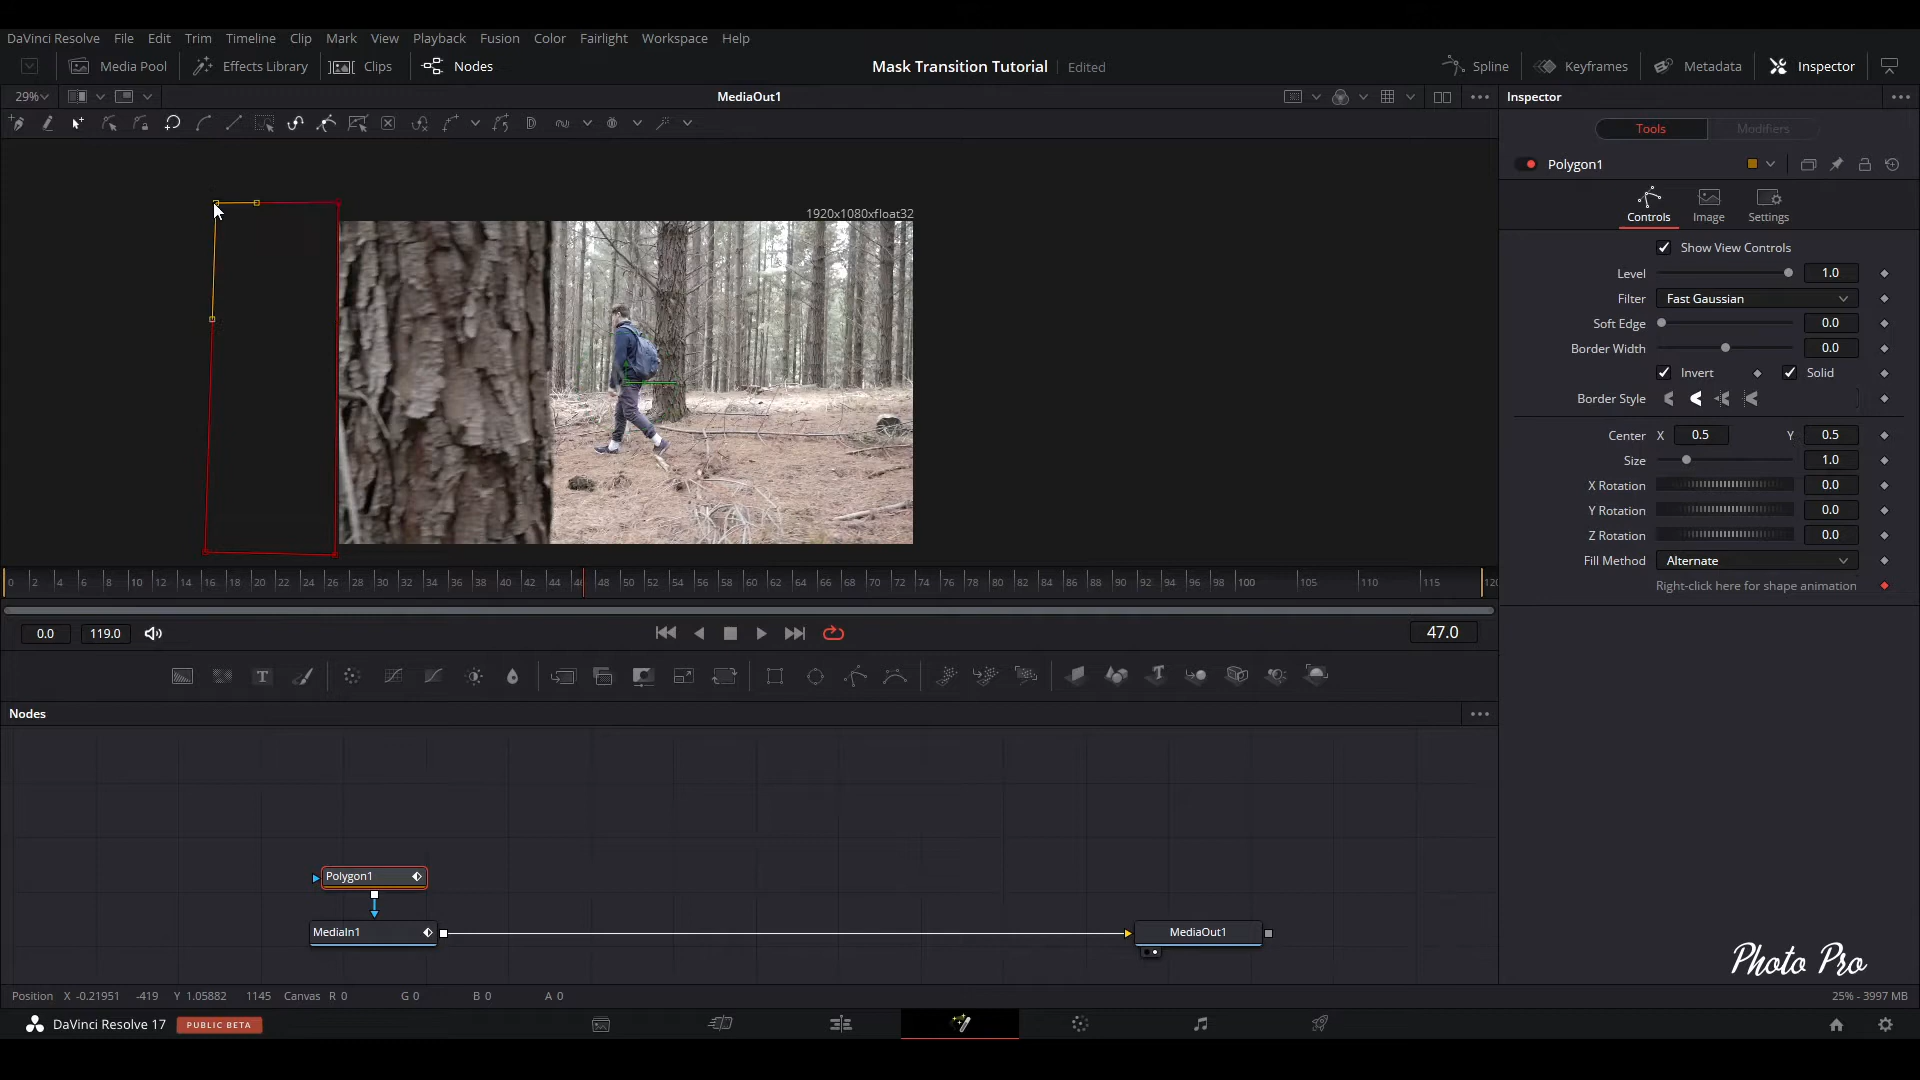 DaVinci Resolve File Edit Trim Timeline Clip Mark View Playback Fusion Color Fairlight Workspace Help
Media Pool Effects Library Clips Nodes Mask Transition Tutorial Edited Spline Keyframes Metadata Inspector
29% MediaOut1 Inspector
Tools Modifiers
Polygon1
1920x1080xfloat32
Controls Image Settings
Show View Controls
Level 1.0
Filter Fast Gaussian
Soft Edge 0.0
Border Width 0.0
Invert Solid
Border Style
Center X 0.5 Y 0.5
Size 1.0
X Rotation 0.0
Y Rotation 0.0
Z Rotation 0.0
Fill Method Alternate
Right-click here for shape animation
0 2 4 6 8 10 12 14 16 18 20 22 24 26 28 30 32 34 36 38 40 42 44 46 48 50 52 54 56 58 60 62 64 66 68 70 72 74 76 78 80 82 84 86 88 90 92 94 96 98 100 105 110 115 120
0.0 119.0 47.0
T T
Nodes
Polygon1
MediaIn1 MediaOut1
Photo Pro
Position X -0.21951 -419 Y 1.05882 1145 Canvas R 0 G 0 B 0 A 0 25% - 3997 MB
DaVinci Resolve 17 PUBLIC BETA